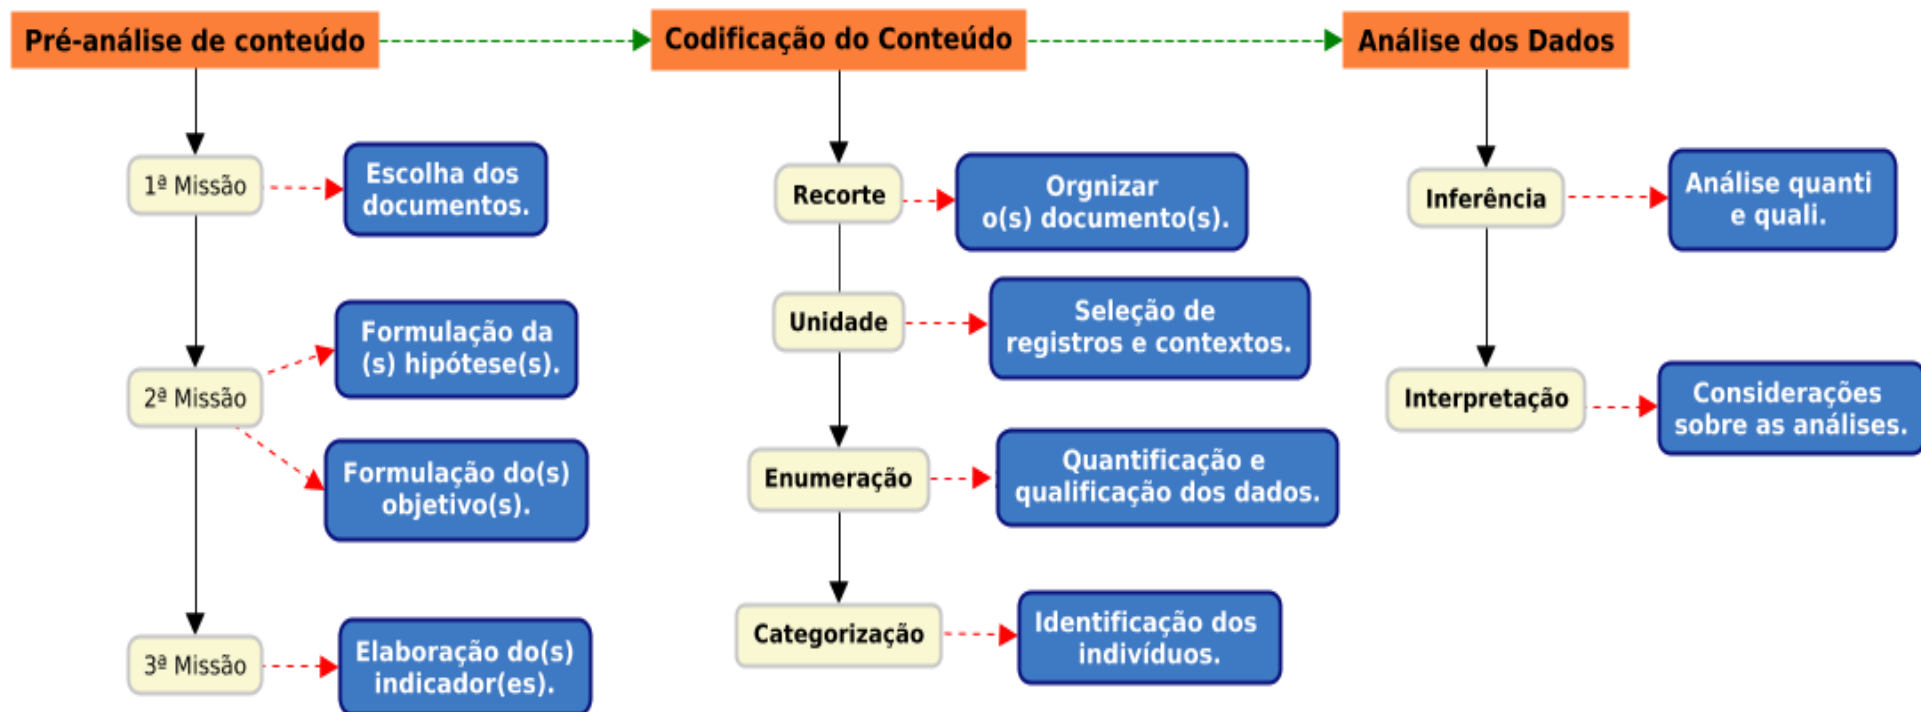 Pré-análise de conteúdo
Codificação do Conteúdo
Análise dos Dados
1ª Missão
Escolha dos
documentos.
2ª Missão
Formulação da
(s) hipótese(s).
Formulação do(s)
objetivo(s).
3ª Missão
Elaboração do(s)
indicador(es).
Recorte
Orgnizar
o(s) documento(s).
Unidade
Seleção de
registros e contextos.
Enumeração
Quantificação e
qualificação dos dados.
Categorização
Identificação dos
indivíduos.
Inferência
Análise quanti
e quali.
Interpretação
Considerações
sobre as análises.